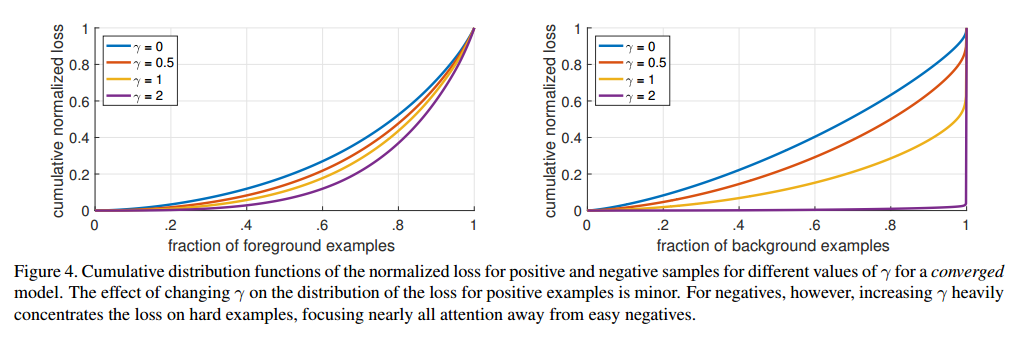 1
0.8
0.6
0.4
0.2
0
cumulative normalized loss
γ = 0
γ = 0.5
γ = 1
γ = 2
0 .2 .4 .6 .8 1
fraction of foreground examples
1
0.8
0.6
0.4
0.2
0
cumulative normalized loss
γ = 0
γ = 0.5
γ = 1
γ = 2
0 .2 .4 .6 .8 1
fraction of background examples
Figure 4. Cumulative distribution functions of the normalized loss for positive and negative samples for different values of γ for a converged
model. The effect of changing γ on the distribution of the loss for positive examples is minor. For negatives, however, increasing γ heavily
concentrates the loss on hard examples, focusing nearly all attention away from easy negatives.